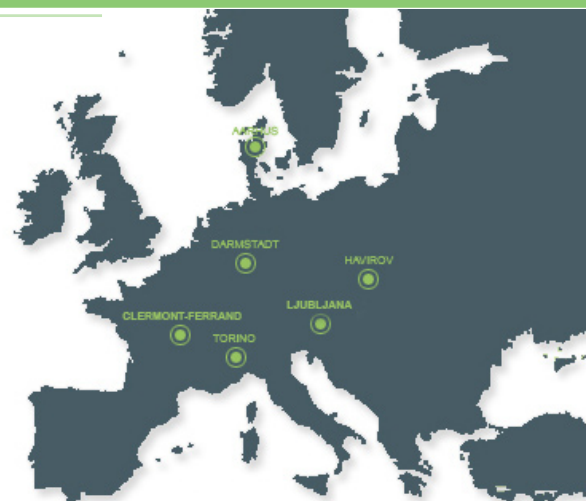 AARHUS
DARMSTADT
HAVIROV
LJUBLJANA
CLERMONT-FERRAND
TORINO